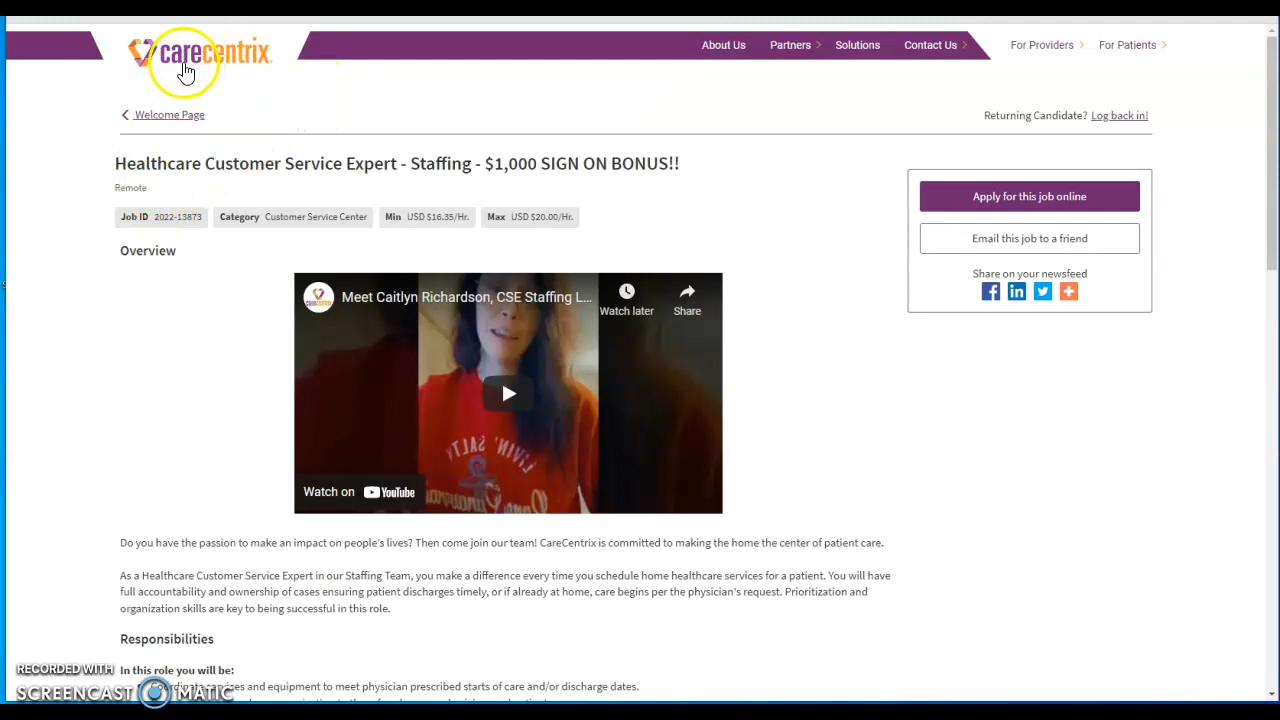 carecentrix
About Us Partners Solutions Contact Us For Providers For Patients
Welcome Page
Returning Candidate? Log back in!
Healthcare Customer Service Expert - Staffing - $1,000 SIGN ON BONUS!!
Remote
Job ID 2022-13873 Category Customer Service Center Min USD $16.35/Hr. Max USD $20.00/Hr.
Apply for this job online
Email this job to a friend
Share on your newsfeed
Overview
Meet Caitlyn Richardson, CSE Staffing L...
Watch later
Share
LIVIN' SALTY
Watch on YouTube
Do you have the passion to make an impact on people's lives? Then come join our team! CareCentrix is committed to making the home the center of patient care.
As a Healthcare Customer Service Expert in our Staffing Team, you make a difference every time you schedule home healthcare services for a patient. You will have
full accountability and ownership of cases ensuring patient discharges timely, or if already at home, care begins per the physician's request. Prioritization and
organization skills are key to being successful in this role.
Responsibilities
In this role you will be:
Coordinate services and equipment to meet physician prescribed starts of care and/or discharge dates.
RECORDED WITH
SCREENCAST MATIC